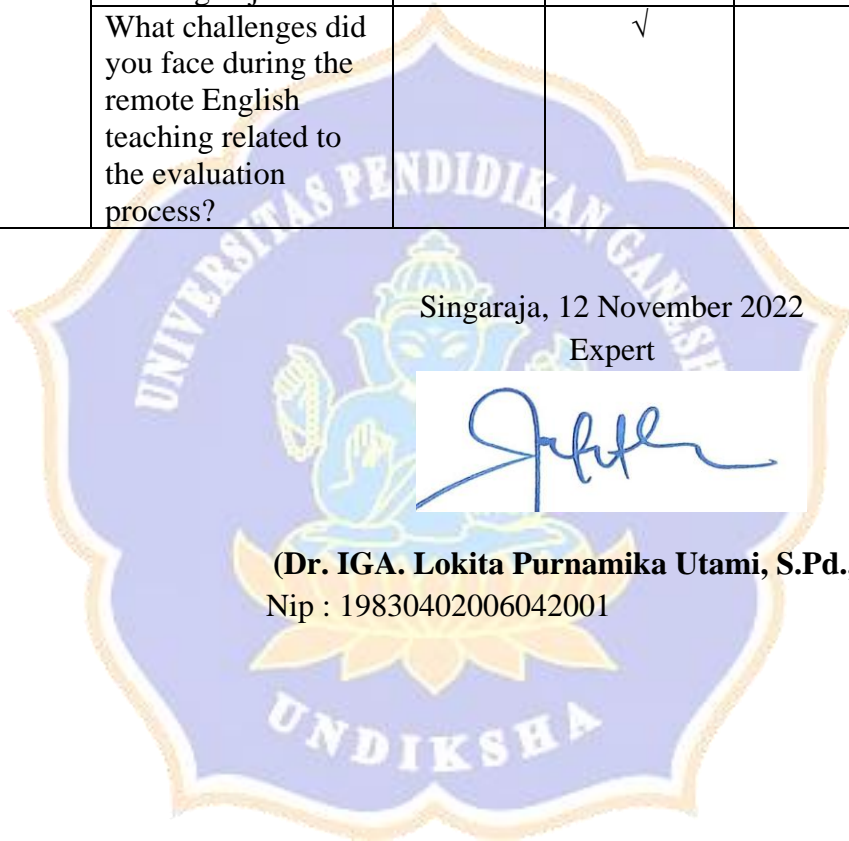 What challenges did √
you face during the
remote English
teaching related to
the evaluation
process?
UNIVERSITAS PENDIDIKAN GANESHA
Singaraja, 12 November 2022
Expert
(Dr. IGA. Lokita Purnamika Utami, S.Pd.,
Nip : 19830402006042001
UNDIKSHA